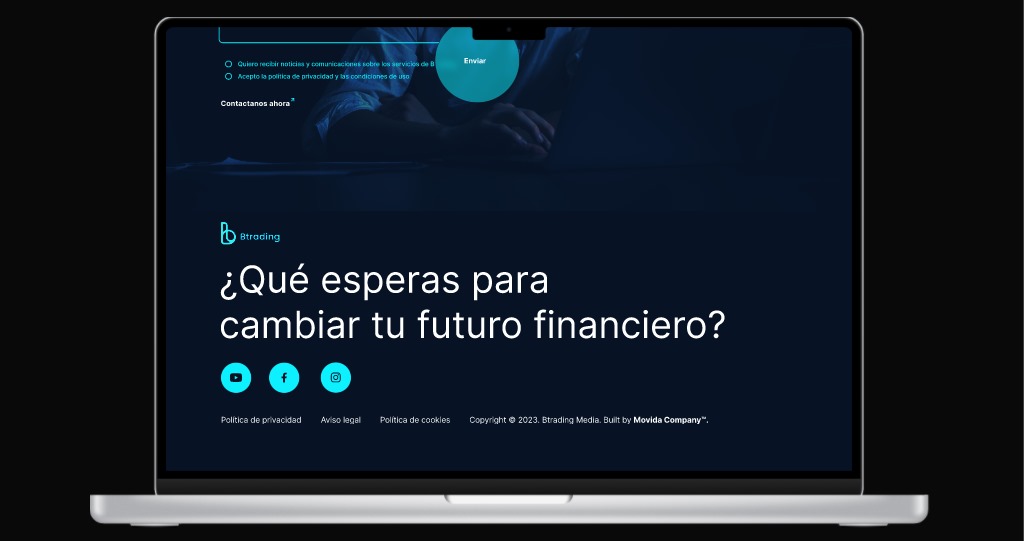 Quiero recibir noticias y comunicaciones sobre los servicios de B
Acepto la política de privacidad y las condiciones de uso
Enviar
Contactanos ahora
Btrading
¿Qué esperas para
cambiar tu futuro financiero?
Política de privacidad Aviso legal Política de cookies Copyright © 2023. Btrading Media. Built by Movida Company™.